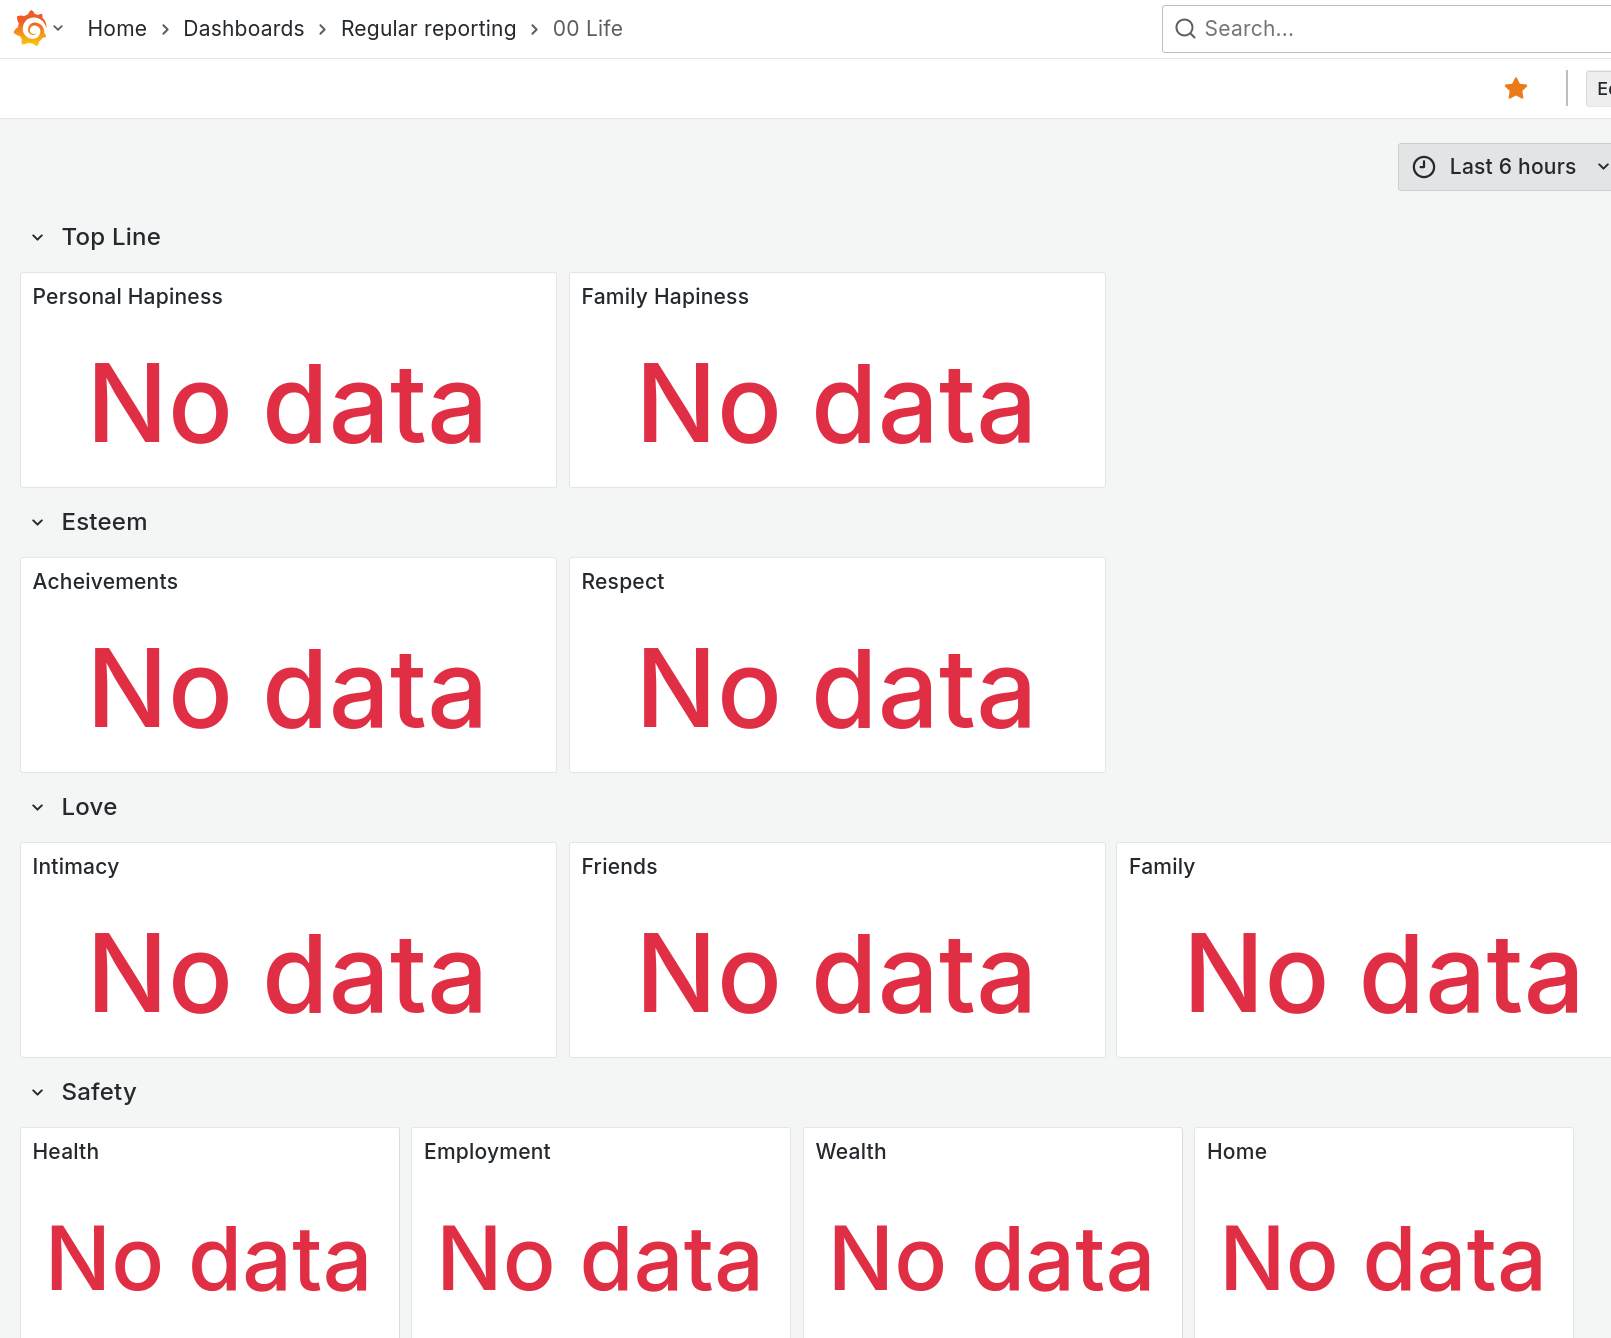 Home > Dashboards > Regular reporting > 00 Life
Search...
Last 6 hours
Top Line
Personal Hapiness
Family Hapiness
No data
No data
Esteem
Acheivements
Respect
No data
No data
Love
Intimacy
Friends
Family
No data
No data
No data
Safety
Health
Employment
Wealth
Home
No data
No data
No data
No data